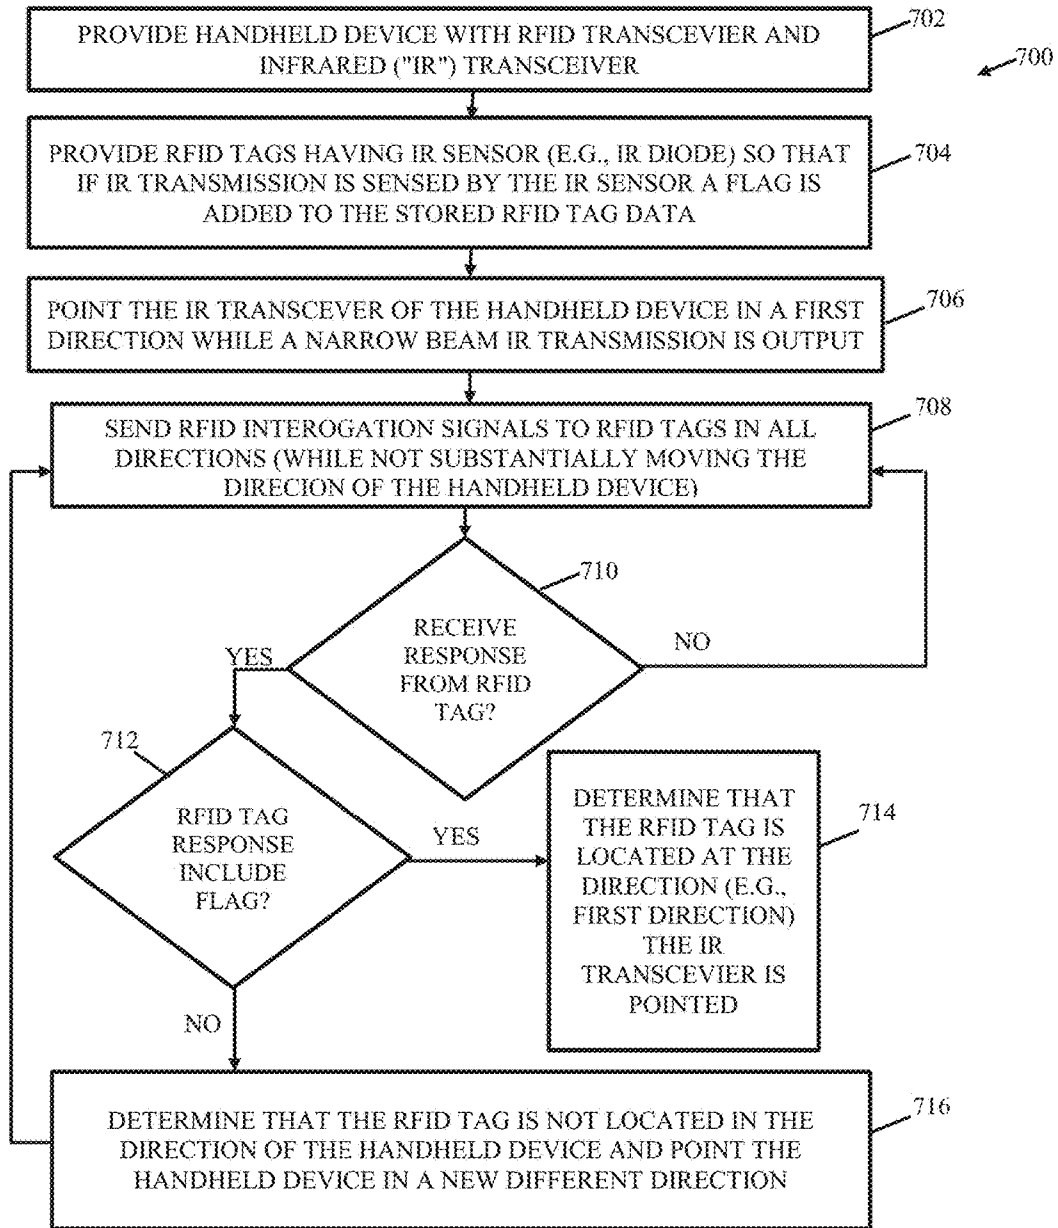 PROVIDE HANDHELD DEVICE WITH RFID TRANSCEVIER AND
INFRARED ("IR") TRANSCEIVER
702
700
PROVIDE RFID TAGS HAVING IR SENSOR (E.G., IR DIODE) SO THAT
IF IR TRANSMISSION IS SENSED BY THE IR SENSOR A FLAG IS
ADDED TO THE STORED RFID TAG DATA
704
POINT THE IR TRANSCEVER OF THE HANDHELD DEVICE IN A FIRST
DIRECTION WHILE A NARROW BEAM IR TRANSMISSION IS OUTPUT
706
SEND RFID INTEROGATION SIGNALS TO RFID TAGS IN ALL
DIRECTIONS (WHILE NOT SUBSTANTIALLY MOVING THE
DIRECION OF THE HANDHELD DEVICE)
708
RECEIVE
RESPONSE
FROM RFID
TAG?
710
YES
NO
RFID TAG
RESPONSE
INCLUDE
FLAG?
712
YES
NO
DETERMINE THAT
THE RFID TAG IS
LOCATED AT THE
DIRECTION (E.G.,
FIRST DIRECTION)
THE IR
TRANSCEVIER IS
POINTED
714
DETERMINE THAT THE RFID TAG IS NOT LOCATED IN THE
DIRECTION OF THE HANDHELD DEVICE AND POINT THE
HANDHELD DEVICE IN A NEW DIFFERENT DIRECTION
716